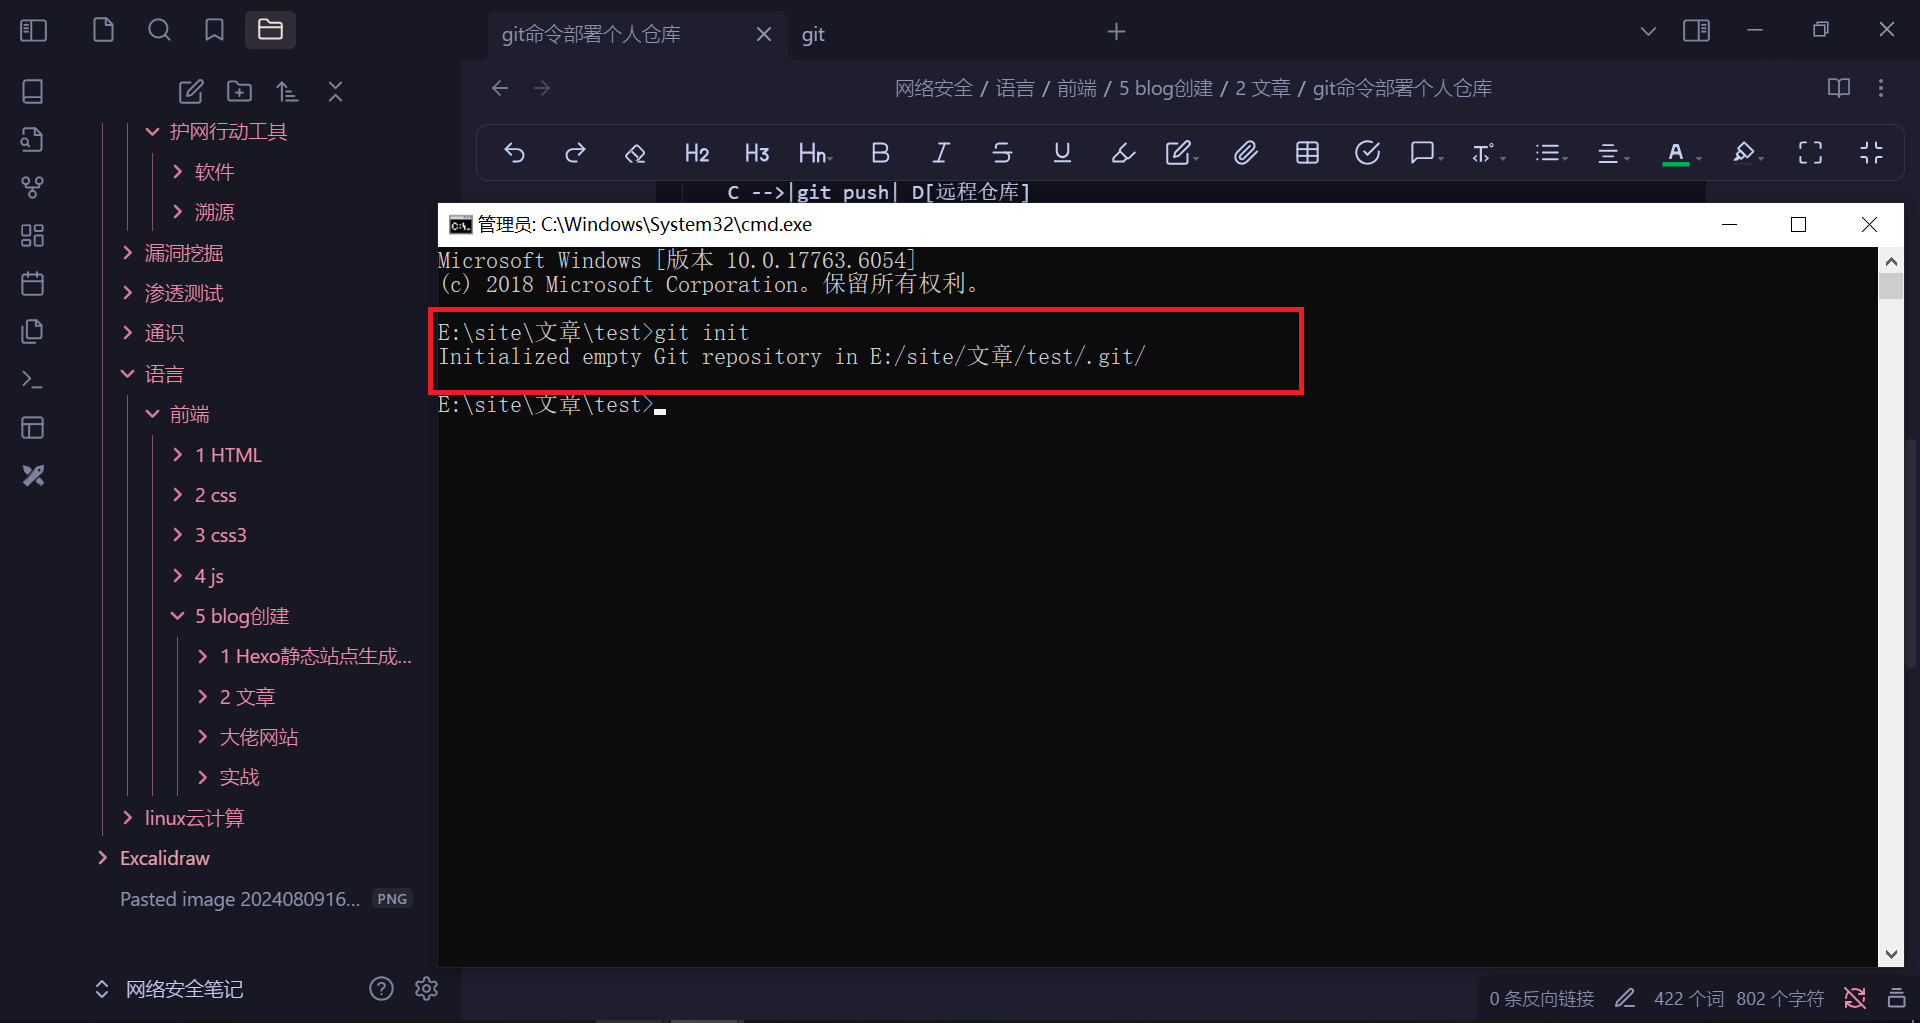 git命令部署个人仓库
git
网络安全 / 语言 / 前端 / 5 blog创建 / 2 文章 / git命令部署个人仓库
H2 H3 Hn B I S U T A
C -->|git push| D[远程仓库]
护网行动工具
软件
溯源
漏洞挖掘
渗透测试
通识
语言
前端
1 HTML
2 css
3 css3
4 js
5 blog创建
1 Hexo静态站点生成...
2 文章
大佬网站
实战
linux云计算
Excalidraw
Pasted image 2024080916... PNG
网络安全笔记
管理员: C:\Windows\System32\cmd.exe
Microsoft Windows [版本 10.0.17763.6054]
(c) 2018 Microsoft Corporation。保留所有权利。
E:\site\文章\test>git init
Initialized empty Git repository in E:/site/文章/test/.git/
E:\site\文章\test>
0 条反向链接 422 个词 802 个字符